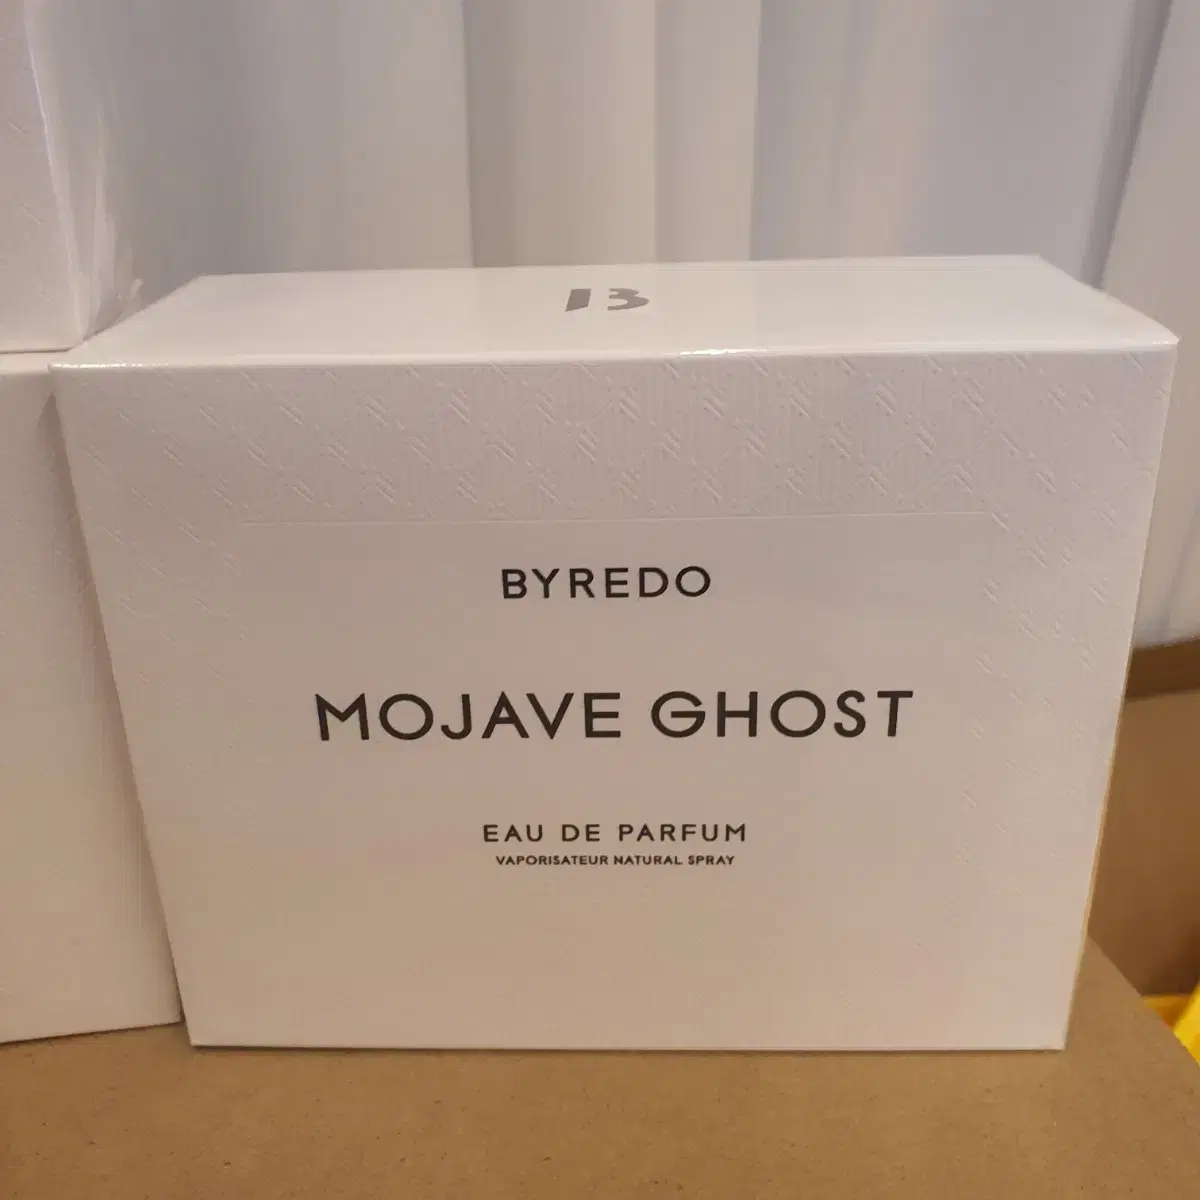 B
BYREDO
MOJAVE GHOST
EAU DE PARFUM
VAPORISATEUR NATURAL SPRAY